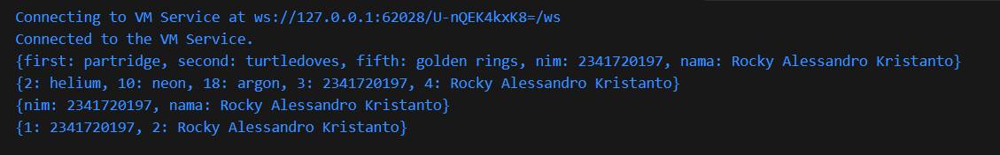 Connecting to VM Service at ws://127.0.0.1:62028/U-nQEK4kxK8=/ws
Connected to the VM Service.
{first: partridge, second: turtledoves, fifth: golden rings, nim: 2341720197, nama: Rocky Alessandro Kristanto}
{2: helium, 10: neon, 18: argon, 3: 2341720197, 4: Rocky Alessandro Kristanto}
{nim: 2341720197, nama: Rocky Alessandro Kristanto}
{1: 2341720197, 2: Rocky Alessandro Kristanto}